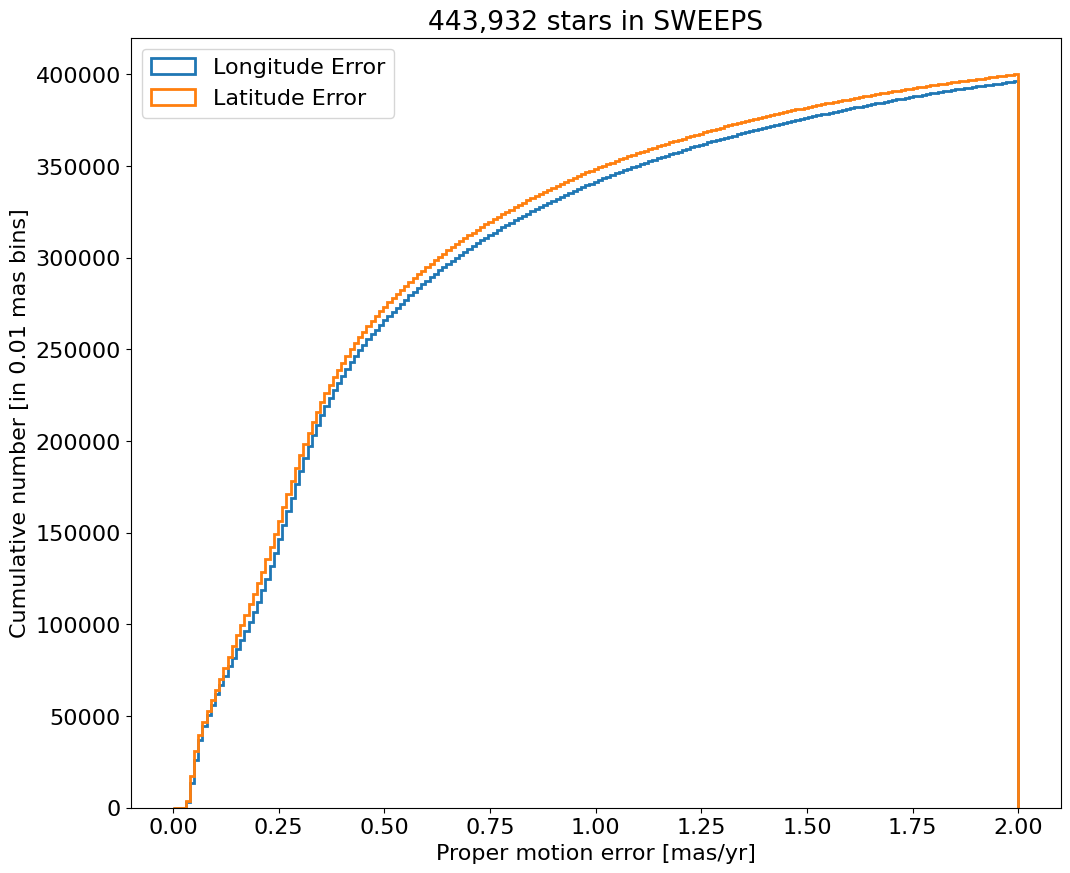 443,932 stars in SWEEPS
Longitude Error
Latitude Error
Cumulative number [in 0.01 mas bins]
400000
350000
300000
250000
200000
150000
100000
50000
0
0.00 0.25 0.50 0.75 1.00 1.25 1.50 1.75 2.00
Proper motion error [mas/yr]